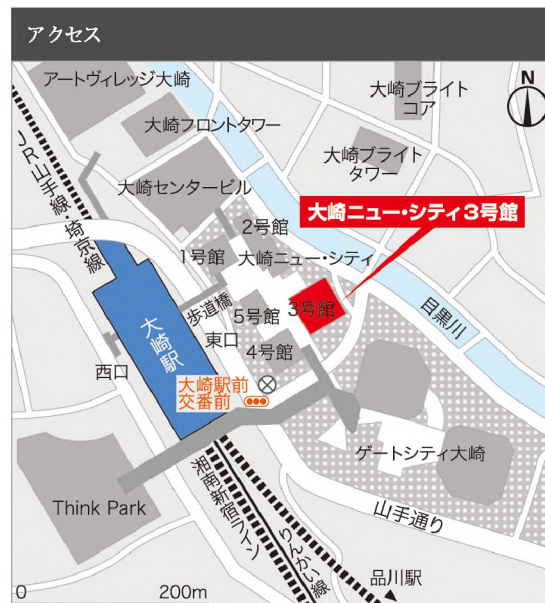 アクセス
アートヴィレッジ大崎
大崎ブライト
コア
N
大崎フロントタワー
大崎ブライト
タワー
JR山手線・埼京線
大崎センタービル
大崎ニュー・シティ3号館
2号館
1号館
大崎ニュー・シティ
3号館
目黒川
歩道橋
5号館
大崎駅
東口
4号館
西口
大崎駅前
交番前
ゲートシティ大崎
Think Park
湘南新宿ライン
りんかい線
山手通り
品川駅
0
200m